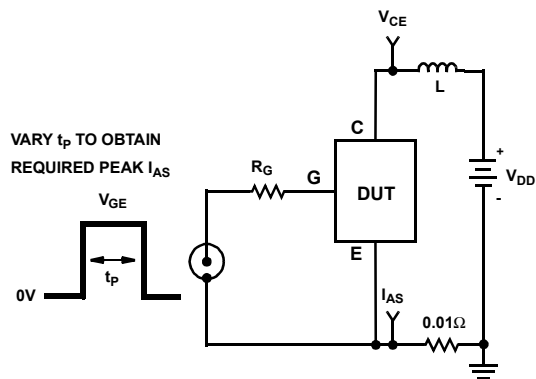 VCE
L
C
VARY tP TO OBTAIN
REQUIRED PEAK IAS
RG
G
DUT
+
VDD
-
VGE
tP
E
0V
IAS
0.01Ω